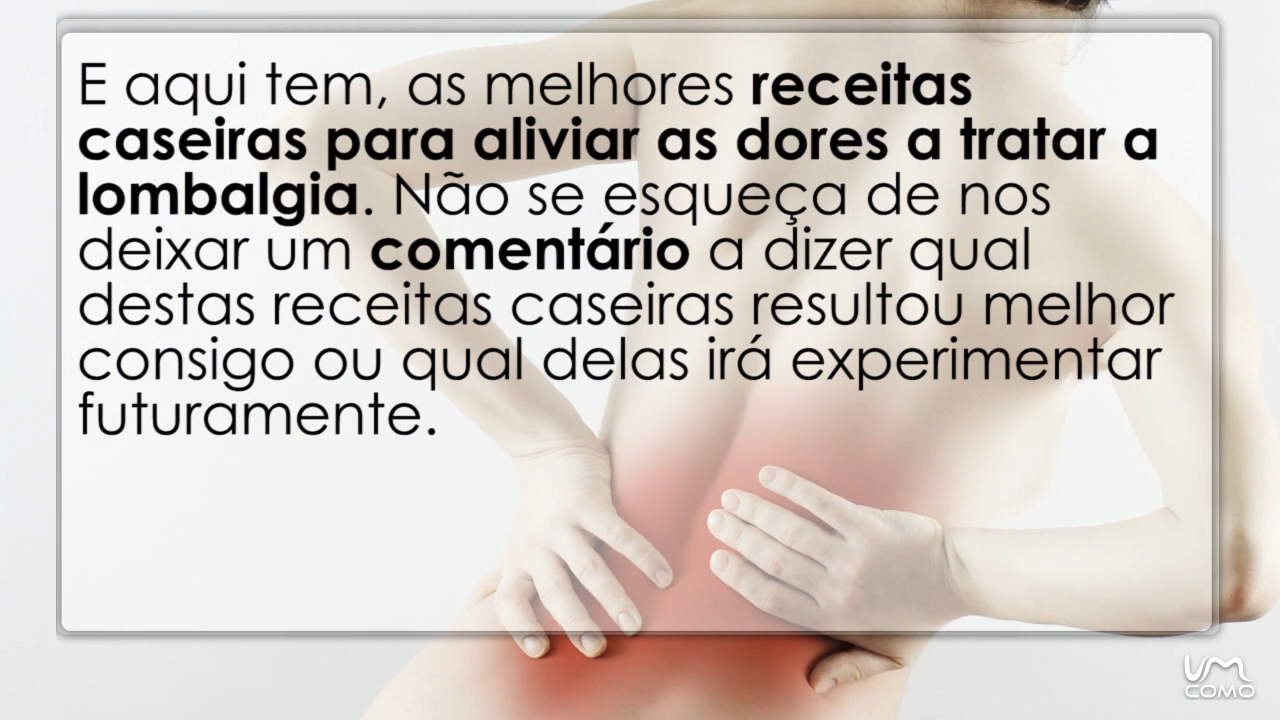 E aqui tem, as melhores receitas
caseiras para aliviar as dores a tratar a
lombalgia. Não se esqueça de nos
deixar um comentário a dizer qual
destas receitas caseiras resultou melhor
consigo ou qual delas irá experimentar
futuramente.
UM
COMO